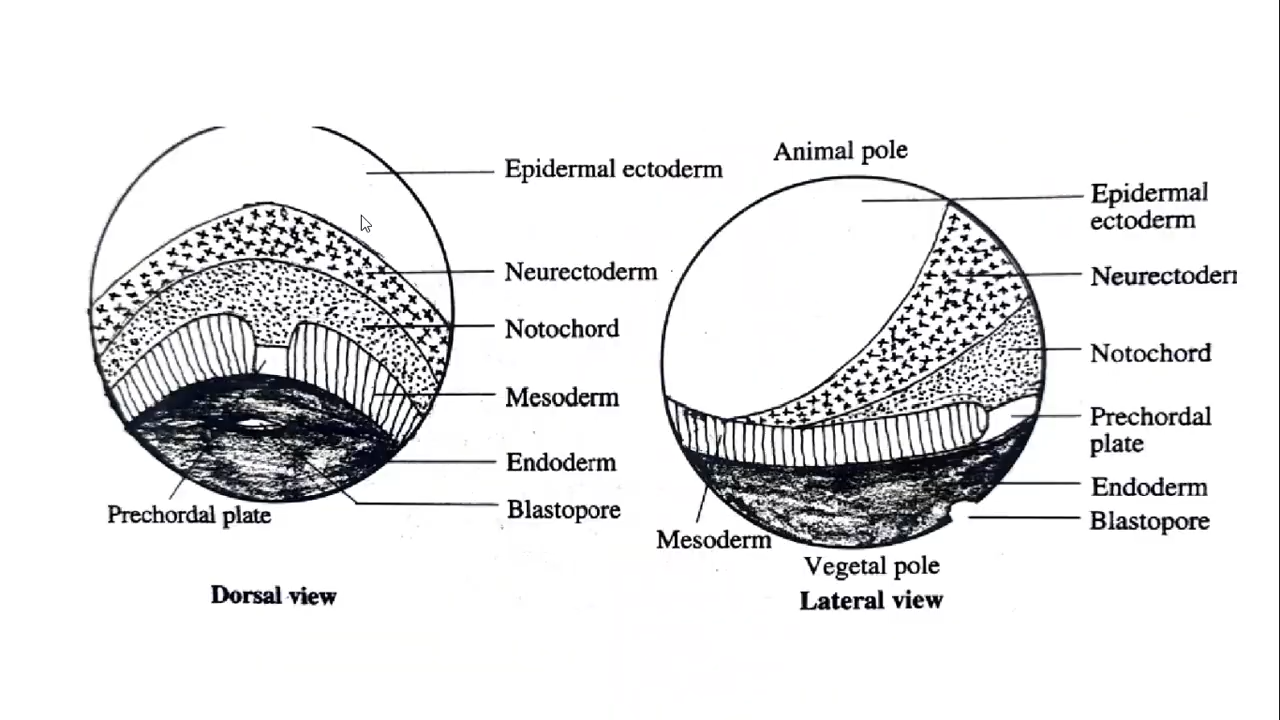 Epidermal ectoderm
Neurectoderm
Notochord
Mesoderm
Endoderm
Blastopore
Prechordal plate
Dorsal view
Animal pole
Epidermal
ectoderm
Neurectoderr
Notochord
Prechordal
plate
Endoderm
Blastopore
Mesoderm
Vegetal pole
Lateral view